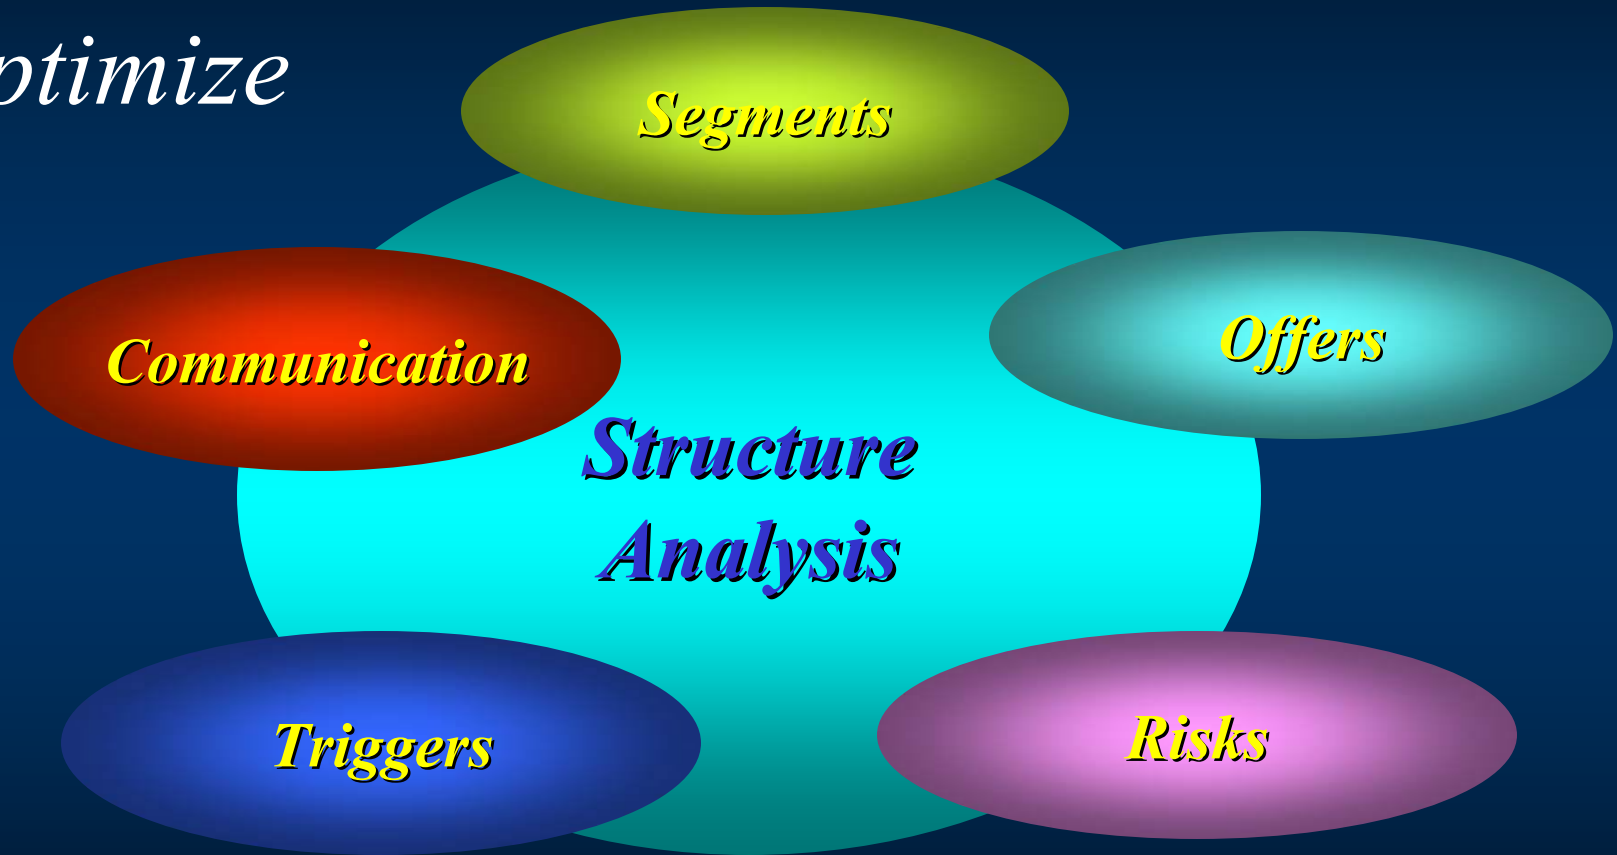 ptimize
Segments
Communication
Offers
Structure
Analysis
Triggers
Risks